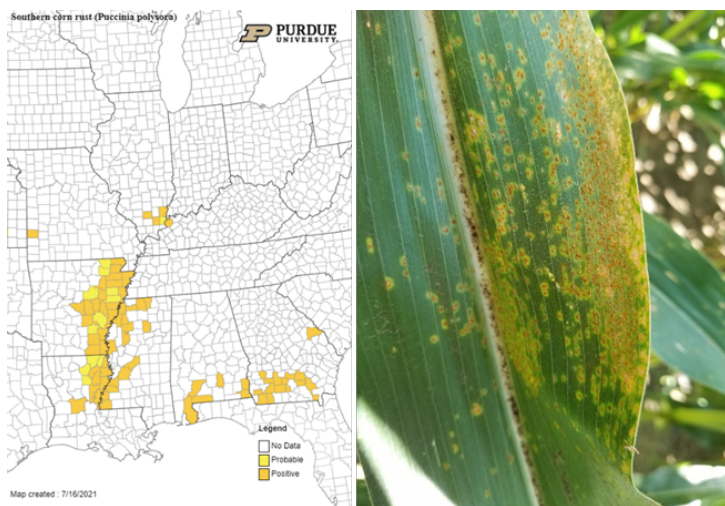 Southern corn rust (Puccinia polysora)
PURDUE
UNIVERSITY.
Legend
No Data
Probable
Positive
Map created : 7/16/2021